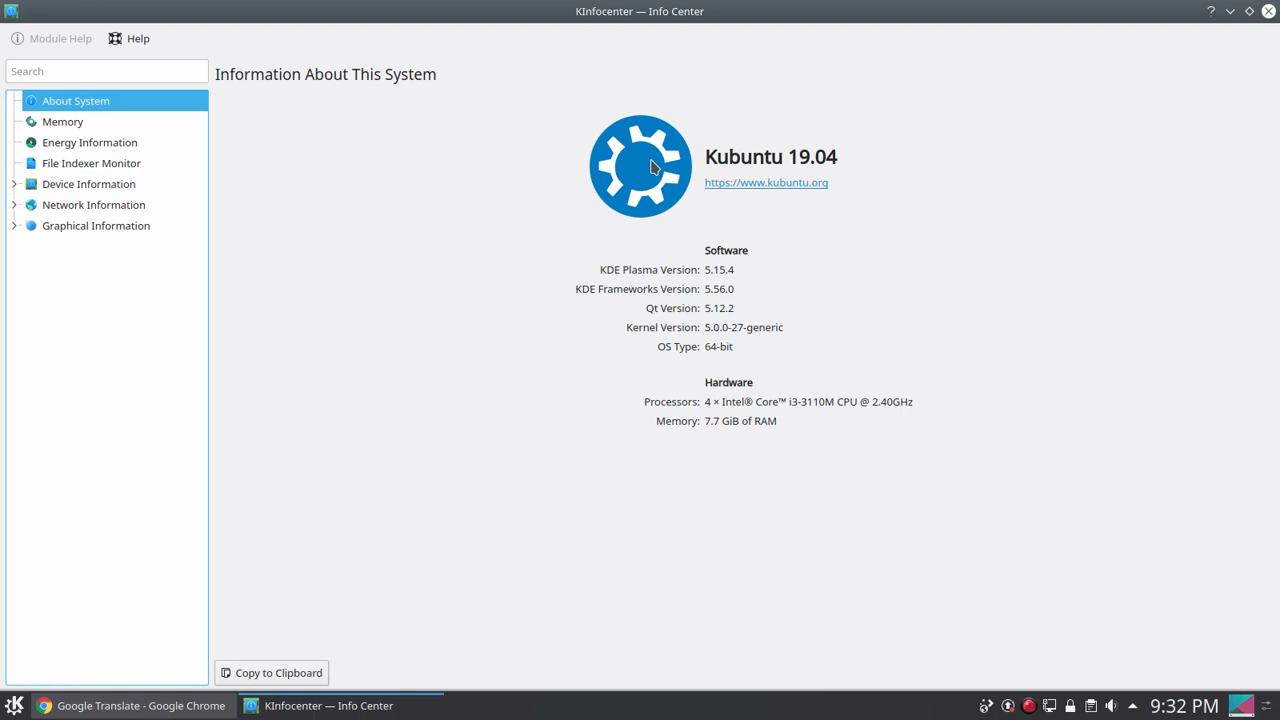 KInfocenter — Info Center
Module Help Help
Search
Information About This System
About System
Memory
Energy Information
File Indexer Monitor
Device Information
Network Information
Graphical Information
Kubuntu 19.04
https://www.kubuntu.org
Software
KDE Plasma Version: 5.15.4
KDE Frameworks Version: 5.56.0
Qt Version: 5.12.2
Kernel Version: 5.0.0-27-generic
OS Type: 64-bit
Hardware
Processors: 4 × Intel® Core™ i3-3110M CPU @ 2.40GHz
Memory: 7.7 GiB of RAM
Copy to Clipboard
Google Translate - Google Chrome KInfocenter — Info Center 9:32 PM